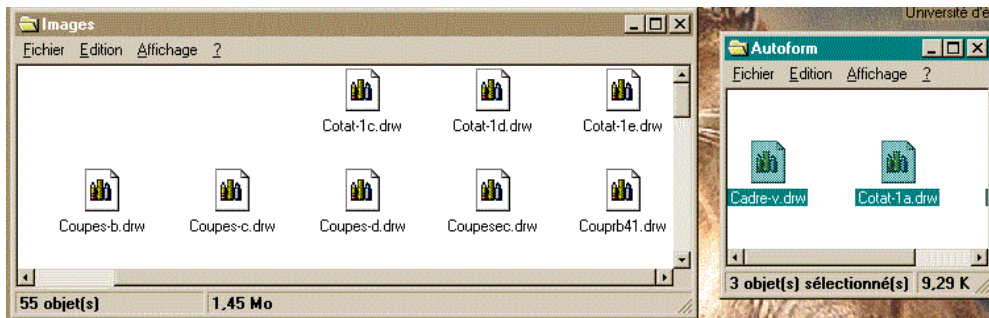 Université d'é
Images
Fichier Edition Affichage ?
Cotat-1c.drw Cotat-1d.drw Cotat-1e.drw
Coupes-b.drw Coupes-c.drw Coupes-d.drw Coupesec.drw Couprb41.drw
55 objet(s) 1,45 Mo
Autoform
Fichier Edition Affichage ?
Cadre-v.drw Cotat-1a.drw
3 objet(s) sélectionné(s) 9,29 K